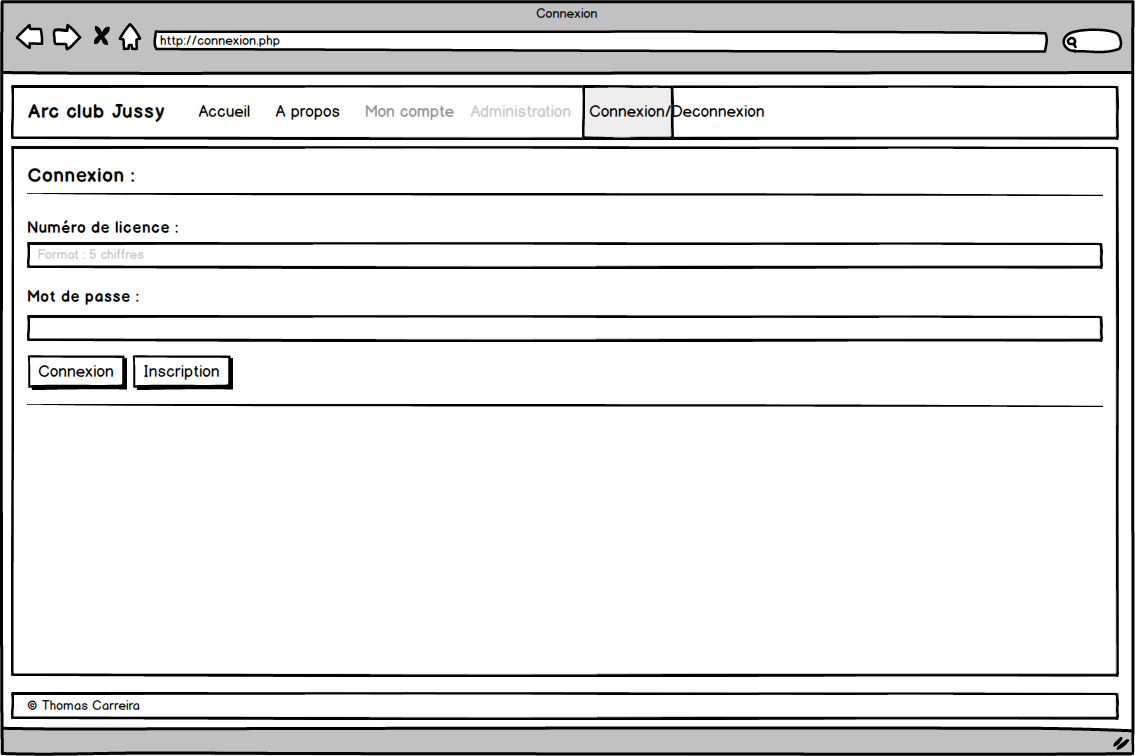 Connexion
http://connexion.php
Arc club Jussy Accueil A propos Mon compte Administration Connexion/Deconnexion
Connexion :
Numéro de licence :
Format : 5 chiffres
Mot de passe :
Connexion Inscription
© Thomas Carreira